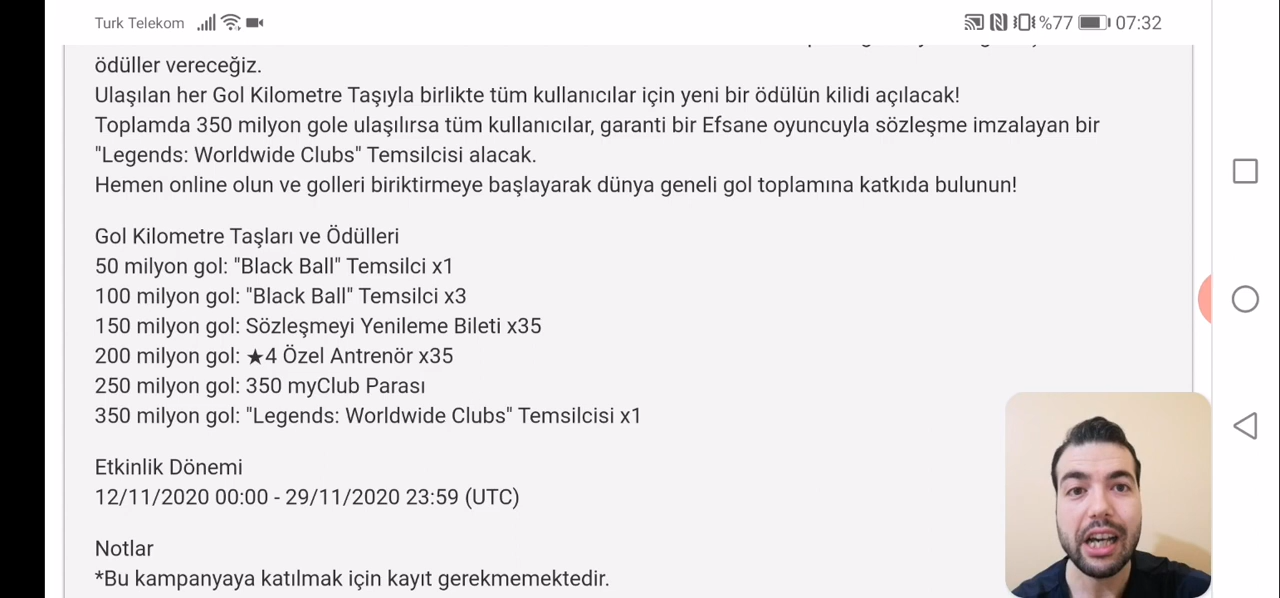 Turk Telekom %77 07:32
ödüller vereceğiz.
Ulaşılan her Gol Kilometre Taşıyla birlikte tüm kullanıcılar için yeni bir ödülün kilidi açılacak!
Toplamda 350 milyon gole ulaşılırsa tüm kullanıcılar, garanti bir Efsane oyuncuyla sözleşme imzalayan bir
"Legends: Worldwide Clubs" Temsilcisi alacak.
Hemen online olun ve golleri biriktirmeye başlayarak dünya geneli gol toplamına katkıda bulunun!
Gol Kilometre Taşları ve Ödülleri
50 milyon gol: "Black Ball" Temsilci x1
100 milyon gol: "Black Ball" Temsilci x3
150 milyon gol: Sözleşmeyi Yenileme Bileti x35
200 milyon gol: ★4 Özel Antrenör x35
250 milyon gol: 350 myClub Parası
350 milyon gol: "Legends: Worldwide Clubs" Temsilcisi x1
Etkinlik Dönemi
12/11/2020 00:00 - 29/11/2020 23:59 (UTC)
Notlar
*Bu kampanyaya katılmak için kayıt gerekmemektedir.